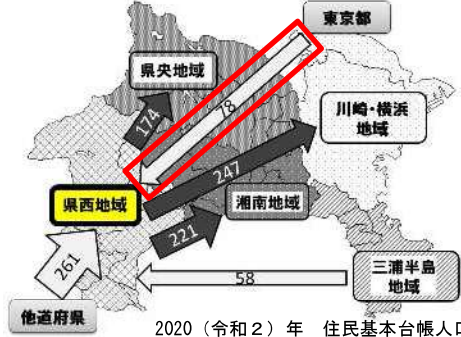 東京都
県央地域
174
78
川崎・横浜
地域
247
県西地域
湘南地域
221
261
58
三浦半島
地域
他道府県
2020（令和２）年　住民基本台帳人口